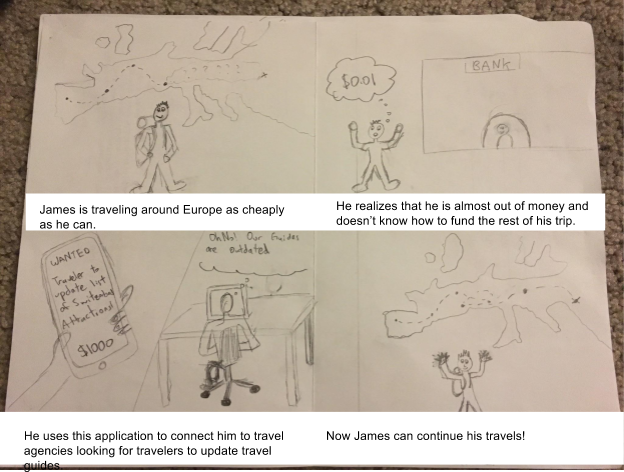 $0.01
BANK
James is traveling around Europe as cheaply
as he can.
He realizes that he is almost out of money and
doesn't know how to fund the rest of his trip.
WANTED
Traveler to
update list
of Switzerland
Attractions!
$1000
Oh No! Our Guides
are outdated
He uses this application to connect him to travel
agencies looking for travelers to update travel
guides.
Now James can continue his travels!